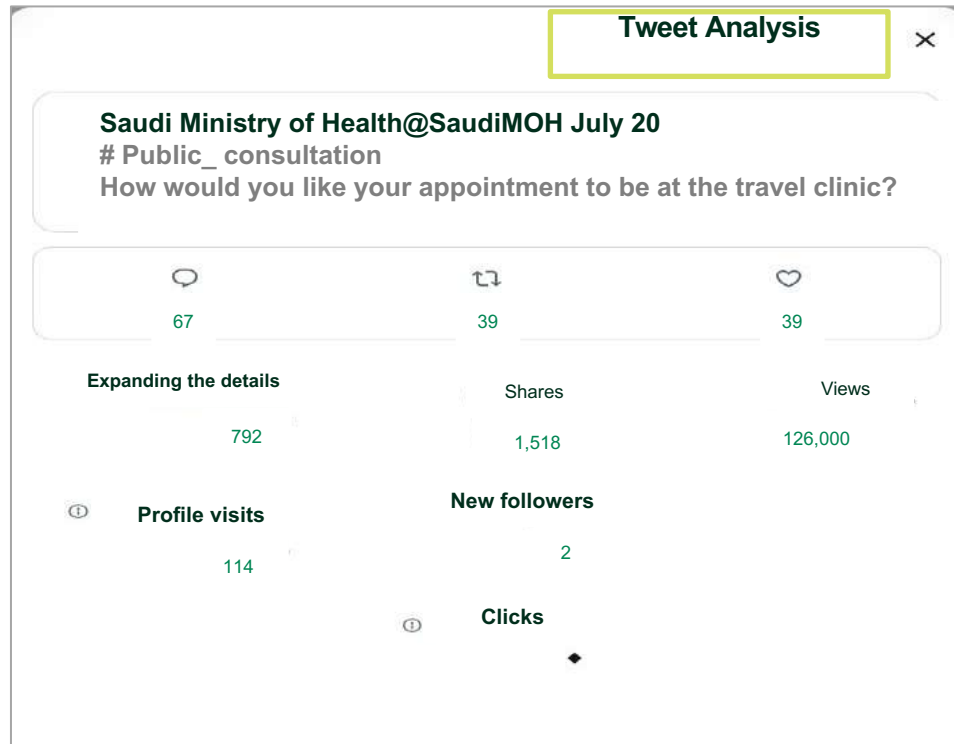 Tweet Analysis
Saudi Ministry of Health@SaudiMOH July 20
# Public_ consultation
How would you like your appointment to be at the travel clinic?
67
39
39
Expanding the details
Shares
Views
792
1,518
126,000
Profile visits
New followers
114
2
Clicks